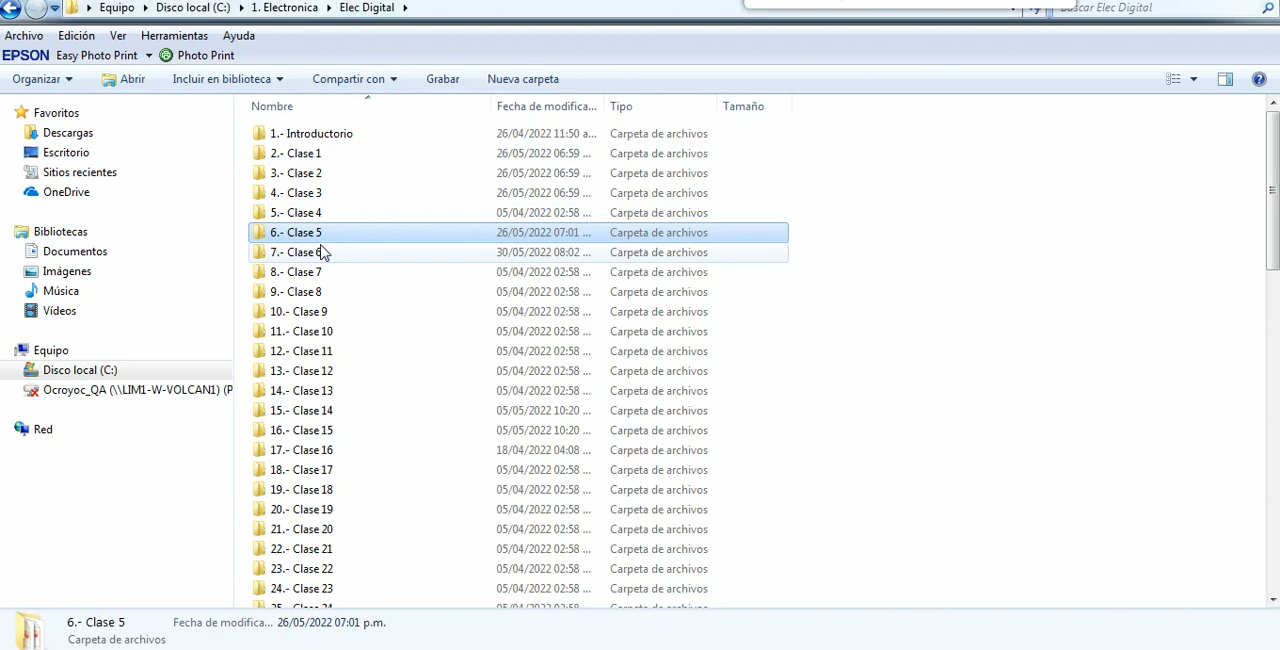 Equipo ▸ Disco local (C:) ▸ 1. Electronica ▸ Elec Digital ▸
Buscar Elec Digital
Archivo Edición Ver Herramientas Ayuda
EPSON Easy Photo Print Photo Print
Organizar Abrir Incluir en biblioteca Compartir con Grabar Nueva carpeta
Favoritos
Descargas
Escritorio
Sitios recientes
OneDrive
Bibliotecas
Documentos
Imágenes
Música
Vídeos
Equipo
Disco local (C:)
Ocroyoc_QA (\\LIM1-W-VOLCAN1) (P
Red
Nombre Fecha de modifica... Tipo Tamaño
1.- Introductorio 26/04/2022 11:50 a... Carpeta de archivos
2.- Clase 1 26/05/2022 06:59 ... Carpeta de archivos
3.- Clase 2 26/05/2022 06:59 ... Carpeta de archivos
4.- Clase 3 26/05/2022 06:59 ... Carpeta de archivos
5.- Clase 4 05/04/2022 02:58 ... Carpeta de archivos
6.- Clase 5 26/05/2022 07:01 ... Carpeta de archivos
7.- Clase 6 30/05/2022 08:02 ... Carpeta de archivos
8.- Clase 7 05/04/2022 02:58 ... Carpeta de archivos
9.- Clase 8 05/04/2022 02:58 ... Carpeta de archivos
10.- Clase 9 05/04/2022 02:58 ... Carpeta de archivos
11.- Clase 10 05/04/2022 02:58 ... Carpeta de archivos
12.- Clase 11 05/04/2022 02:58 ... Carpeta de archivos
13.- Clase 12 05/04/2022 02:58 ... Carpeta de archivos
14.- Clase 13 05/04/2022 02:58 ... Carpeta de archivos
15.- Clase 14 05/05/2022 10:20 ... Carpeta de archivos
16.- Clase 15 05/05/2022 10:20 ... Carpeta de archivos
17.- Clase 16 18/04/2022 04:08 ... Carpeta de archivos
18.- Clase 17 05/04/2022 02:58 ... Carpeta de archivos
19.- Clase 18 05/04/2022 02:58 ... Carpeta de archivos
20.- Clase 19 05/04/2022 02:58 ... Carpeta de archivos
21.- Clase 20 05/04/2022 02:58 ... Carpeta de archivos
22.- Clase 21 05/04/2022 02:58 ... Carpeta de archivos
23.- Clase 22 05/04/2022 02:58 ... Carpeta de archivos
24.- Clase 23 05/04/2022 02:58 ... Carpeta de archivos
25.- Clase 24 05/04/2022 02:58 ... Carpeta de archivos
6.- Clase 5 Fecha de modifica... 26/05/2022 07:01 p.m.
Carpeta de archivos